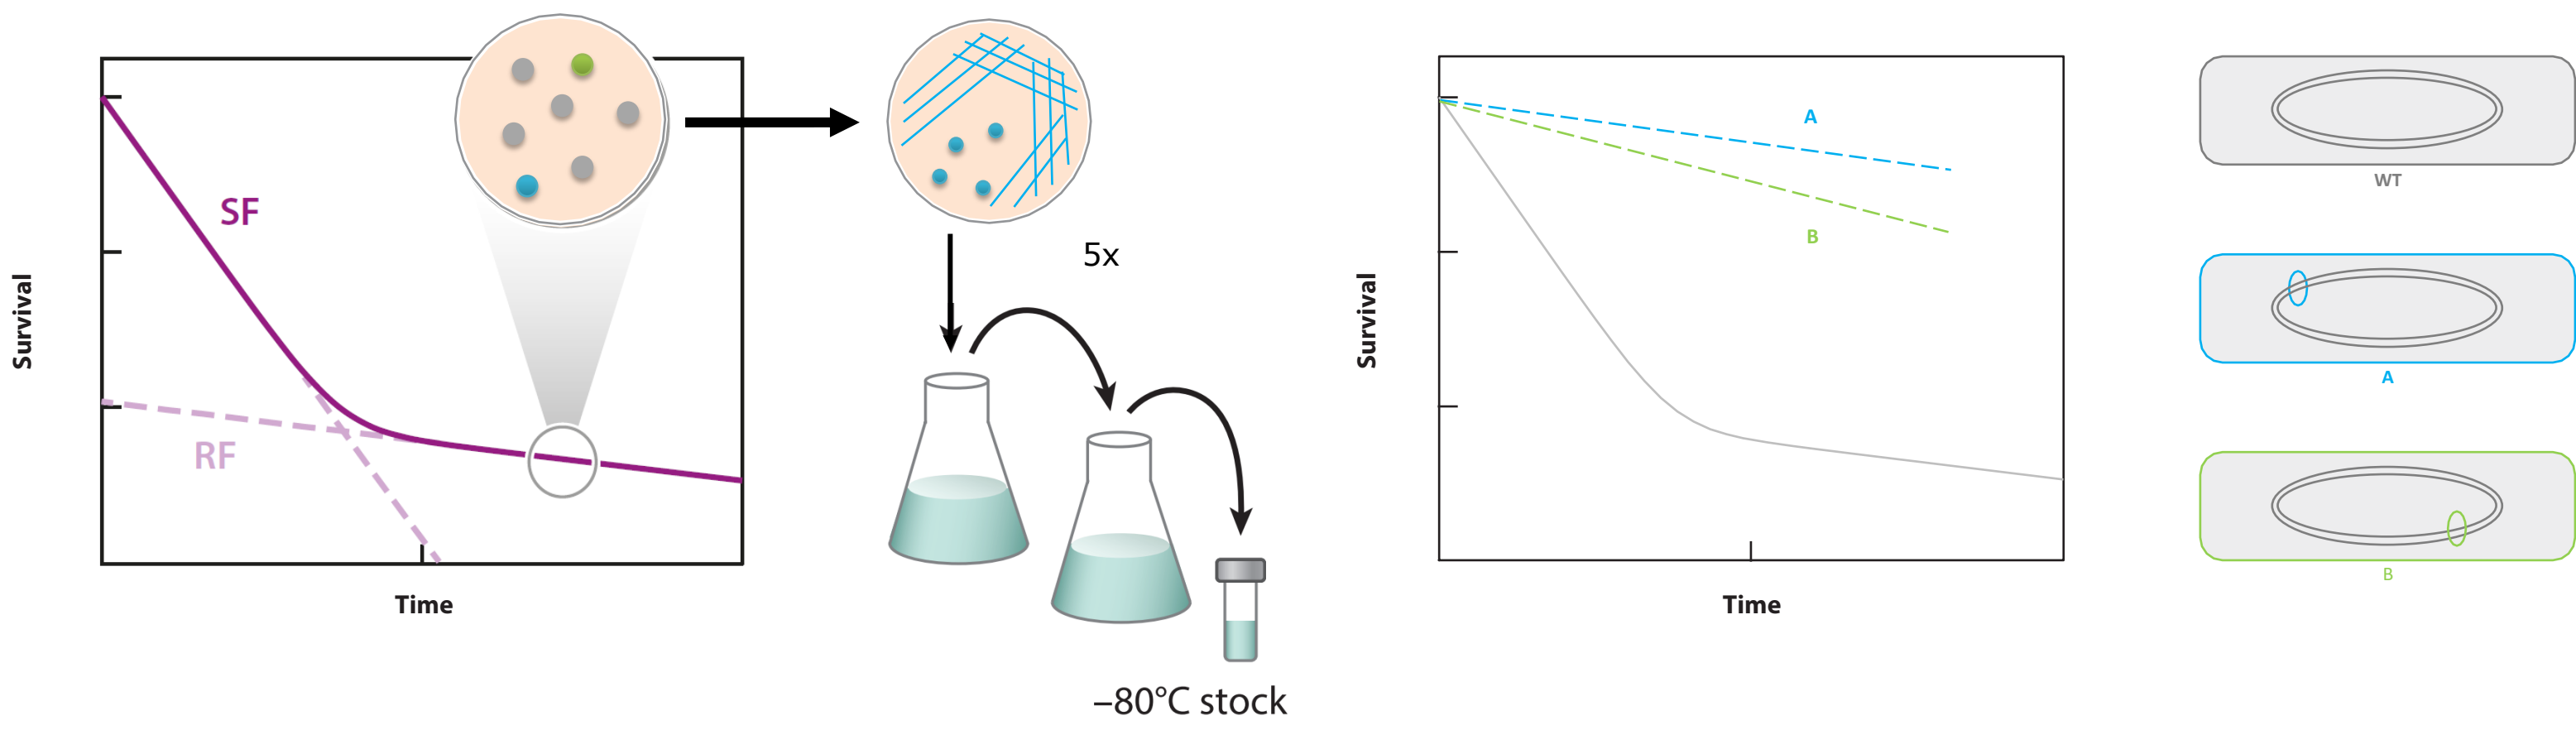 Survival
SF
RF
Time
5x
–80°C stock
Survival
A
B
Time
WT
A
B